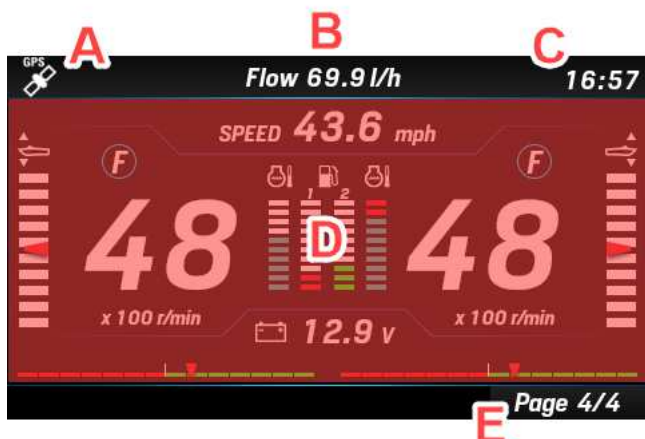 A B C
GPS Flow 69.9 l/h 16:57
SPEED 43.6 mph
F F
1 2
48 D 48
x 100 r/min x 100 r/min
12.9 V
Page 4/4
E